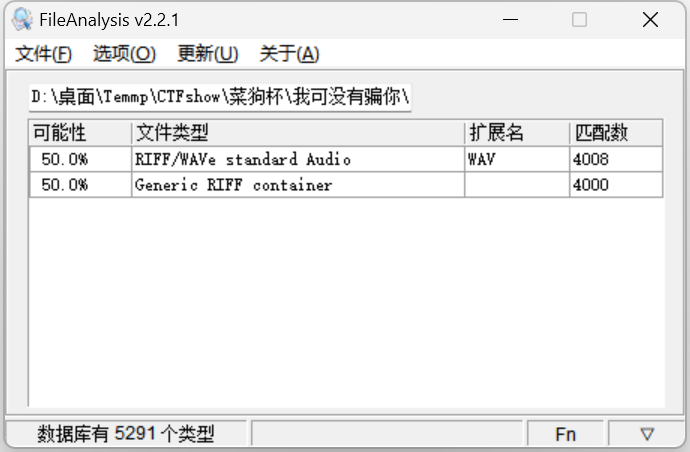 FileAnalysis v2.2.1
文件(F) 选项(O) 更新(U) 关于(A)
D:\桌面\Temmp\CTFshow\菜狗杯\我可没有骗你\
可能性 文件类型 扩展名 匹配数
50.0% RIFF/WAVe standard Audio WAV 4008
50.0% Generic RIFF container 4000
数据库有 5291 个类型 Fn ▽